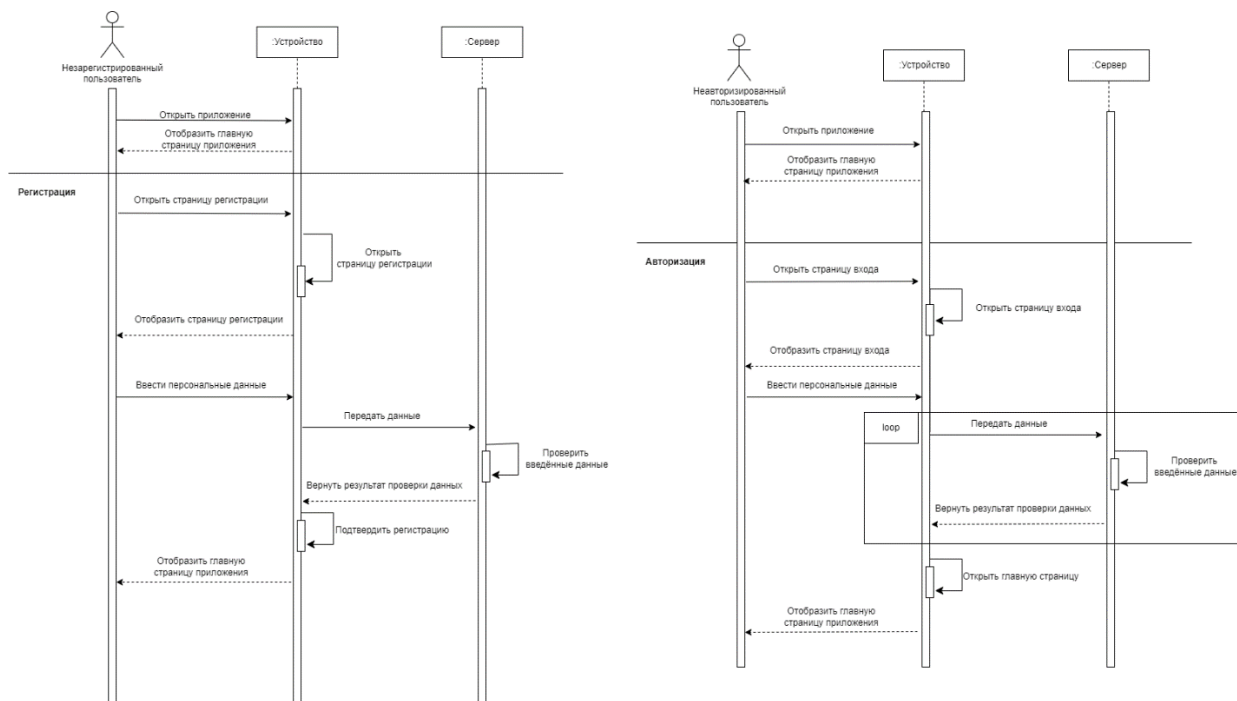 :Устройство
:Сервер
Незарегистрированный
пользователь
Открыть приложение
Отобразить главную
страницу приложения
Регистрация
Открыть страницу регистрации
Открыть
страницу регистрации
Отобразить страницу регистрации
Ввести персональные данные
Передать данные
Проверить
введённые данные
Вернуть результат проверки данных
Подтвердить регистрацию
Отобразить главную
страницу приложения
:Устройство
:Сервер
Неавторизированный
пользователь
Открыть приложение
Отобразить главную
страницу приложения
Авторизация
Открыть страницу входа
Открыть страницу входа
Отобразить страницу входа
Ввести персональные данные
loop
Передать данные
Проверить
введённые данные
Вернуть результат проверки данных
Открыть главную страницу
Отобразить главную
страницу приложения